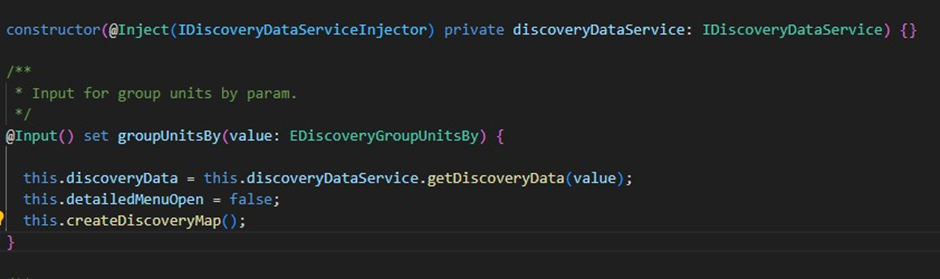 constructor(@Inject(IDiscoveryDataServiceInjector) private discoveryDataService: IDiscoveryDataService) {}
/**
* Input for group units by param.
*/
@Input() set groupUnitsBy(value: EDiscoveryGroupUnitsBy) {
this.discoveryData = this.discoveryDataService.getDiscoveryData(value);
this.detailedMenuOpen = false;
this.createDiscoveryMap();
}